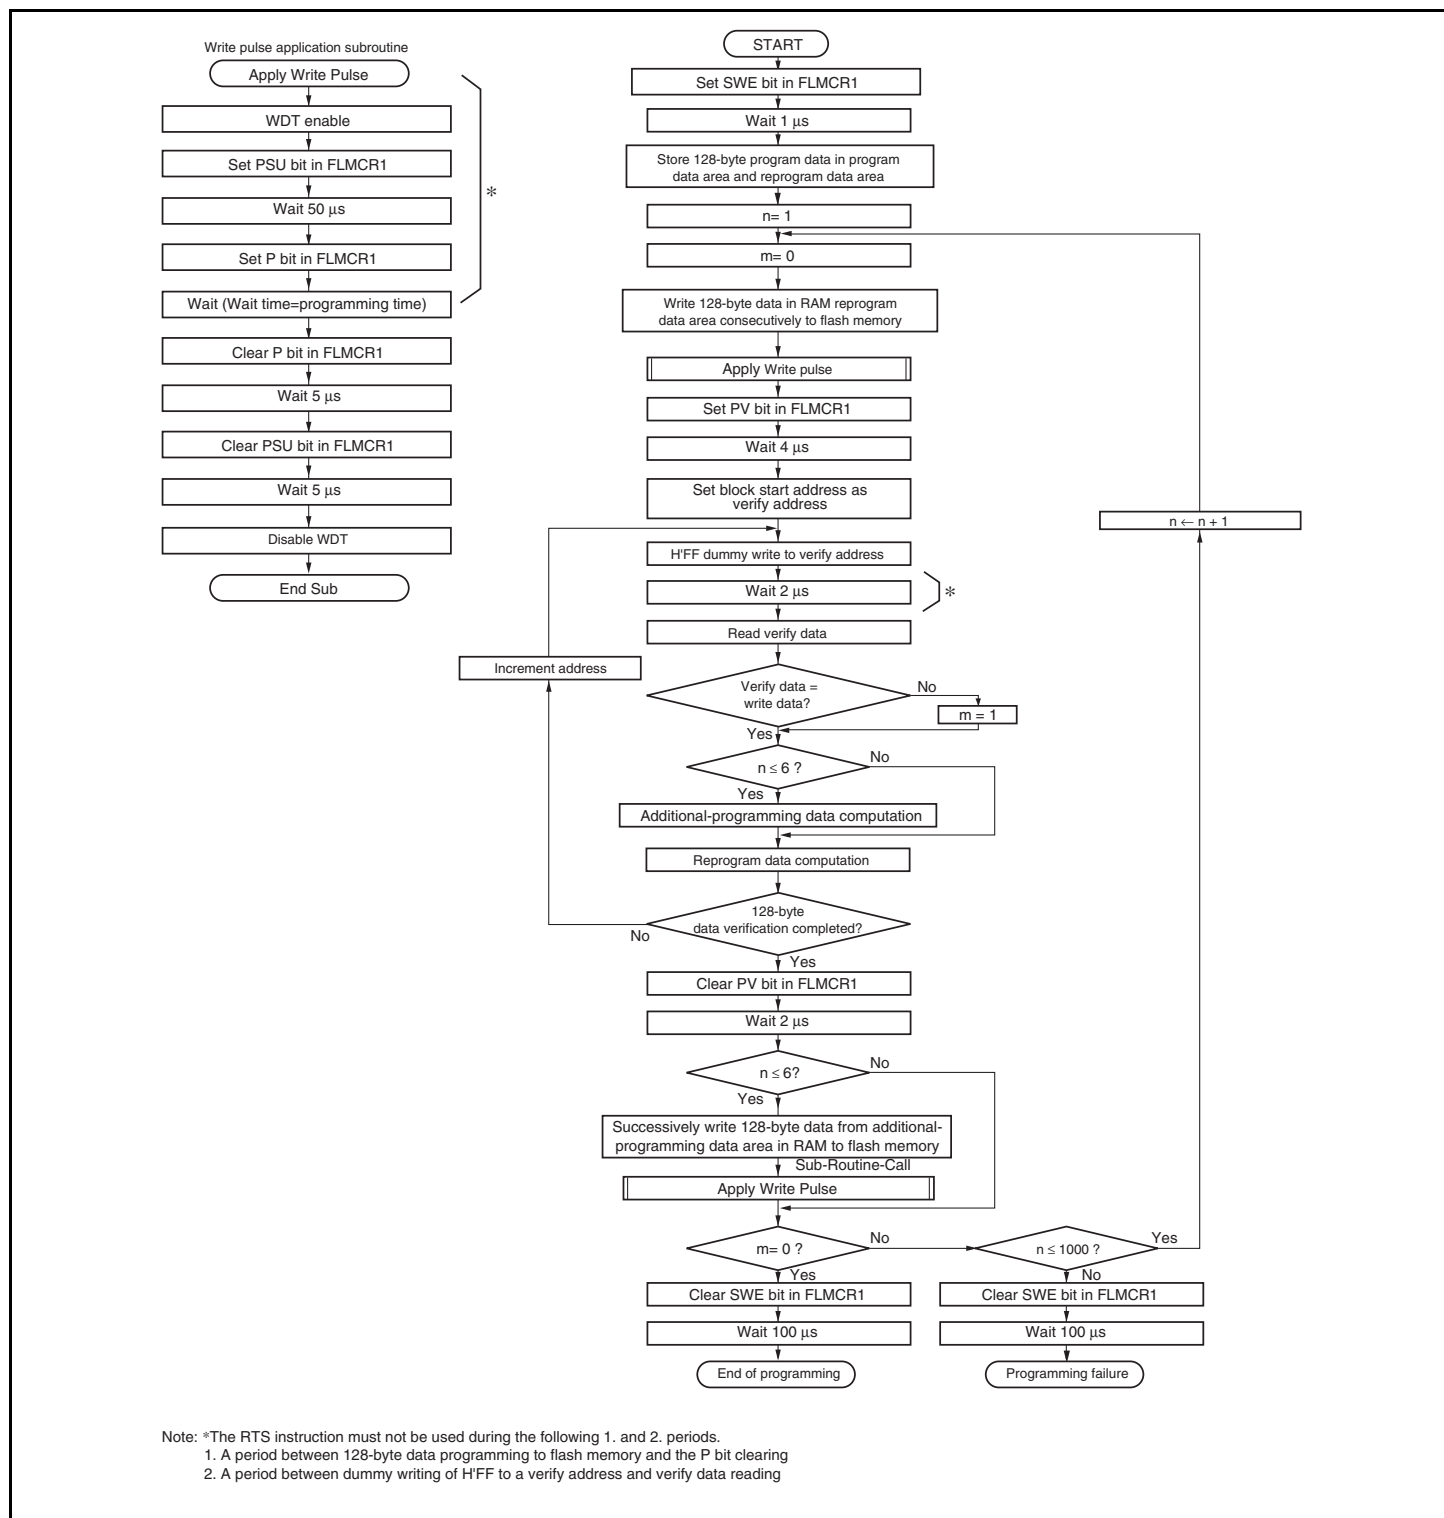 Write pulse application subroutine
Apply Write Pulse
WDT enable
Set PSU bit in FLMCR1
Wait 50 μs
Set P bit in FLMCR1
Wait (Wait time=programming time)
Clear P bit in FLMCR1
Wait 5 μs
Clear PSU bit in FLMCR1
Wait 5 μs
Disable WDT
End Sub
*
START
Set SWE bit in FLMCR1
Wait 1 μs
Store 128-byte program data in program
data area and reprogram data area
n= 1
m= 0
Write 128-byte data in RAM reprogram
data area consecutively to flash memory
Apply Write pulse
Set PV bit in FLMCR1
Wait 4 μs
Set block start address as
verify address
n ← n + 1
H'FF dummy write to verify address
Wait 2 μs
*
Read verify data
Increment address
Verify data =
write data?
No
m = 1
Yes
n ≤ 6 ?
No
Yes
Additional-programming data computation
Reprogram data computation
128-byte
data verification completed?
No
Yes
Clear PV bit in FLMCR1
Wait 2 μs
n ≤ 6?
No
Yes
Successively write 128-byte data from additional-
programming data area in RAM to flash memory
Sub-Routine-Call
Apply Write Pulse
m= 0 ?
No
n ≤ 1000 ?
Yes
Yes
No
Clear SWE bit in FLMCR1
Clear SWE bit in FLMCR1
Wait 100 μs
Wait 100 μs
End of programming
Programming failure
Note: *The RTS instruction must not be used during the following 1. and 2. periods.
1. A period between 128-byte data programming to flash memory and the P bit clearing
2. A period between dummy writing of H'FF to a verify address and verify data reading